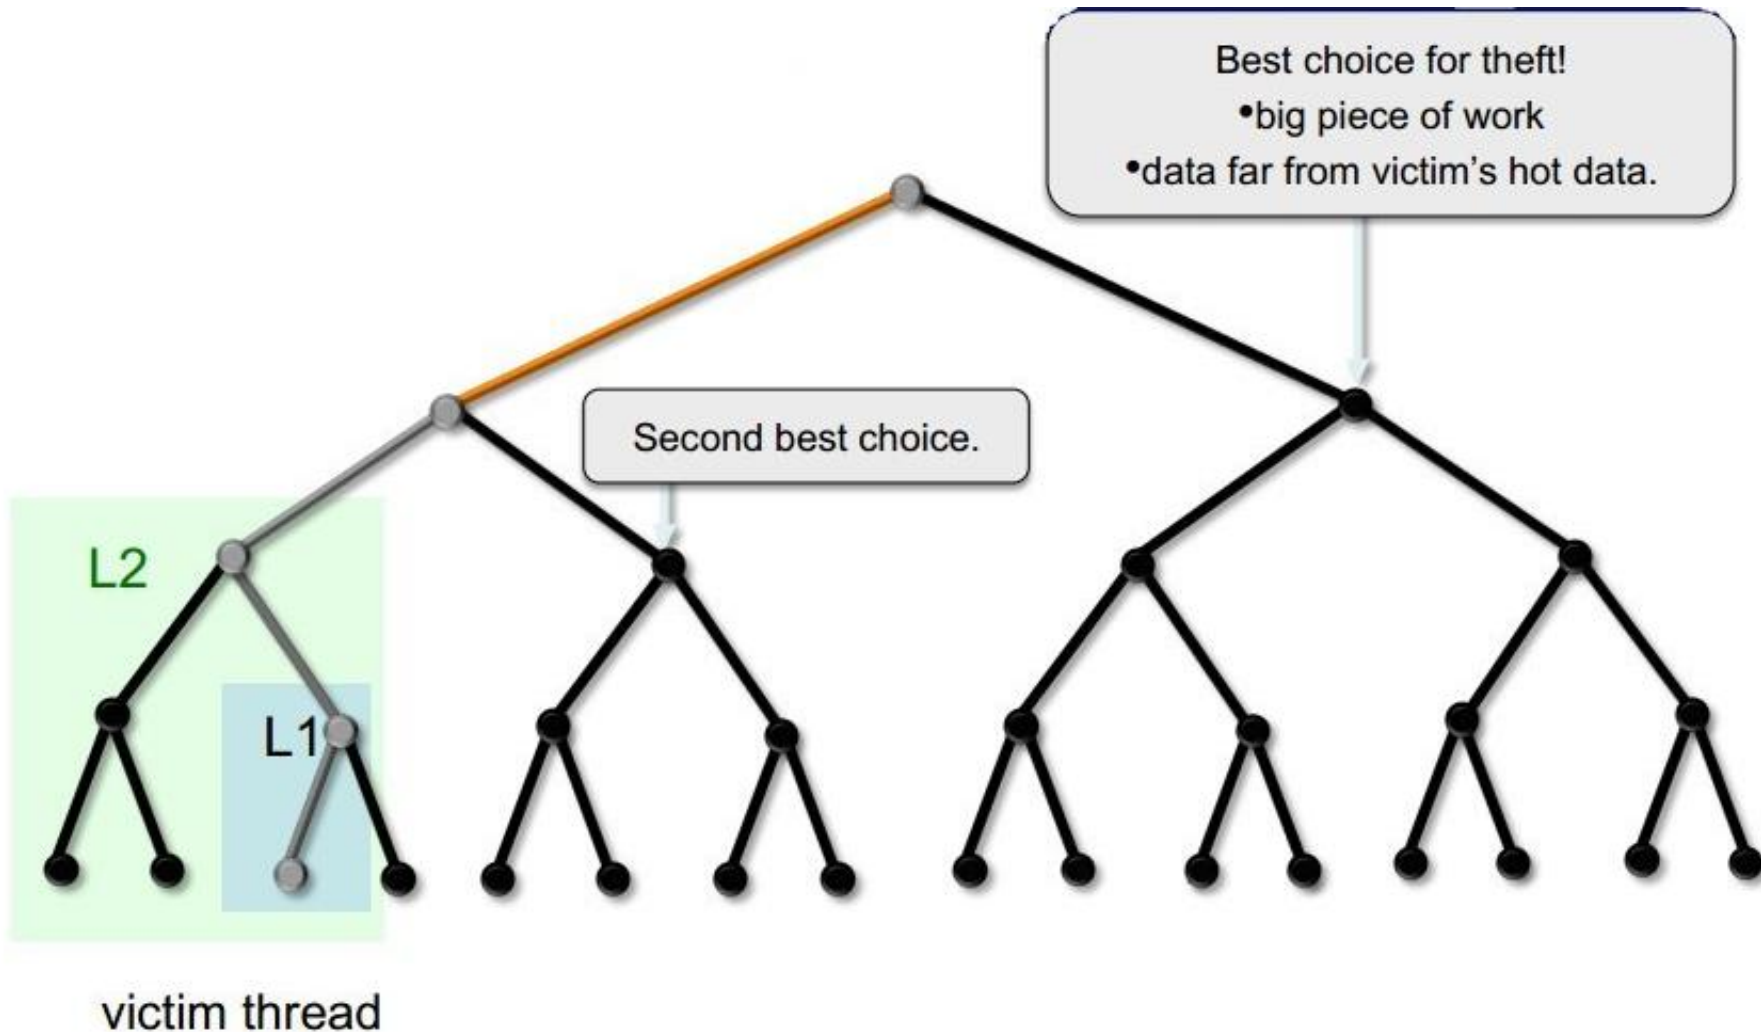 Best choice for theft!
•big piece of work
•data far from victim's hot data.
Second best choice.
L2
L1
victim thread